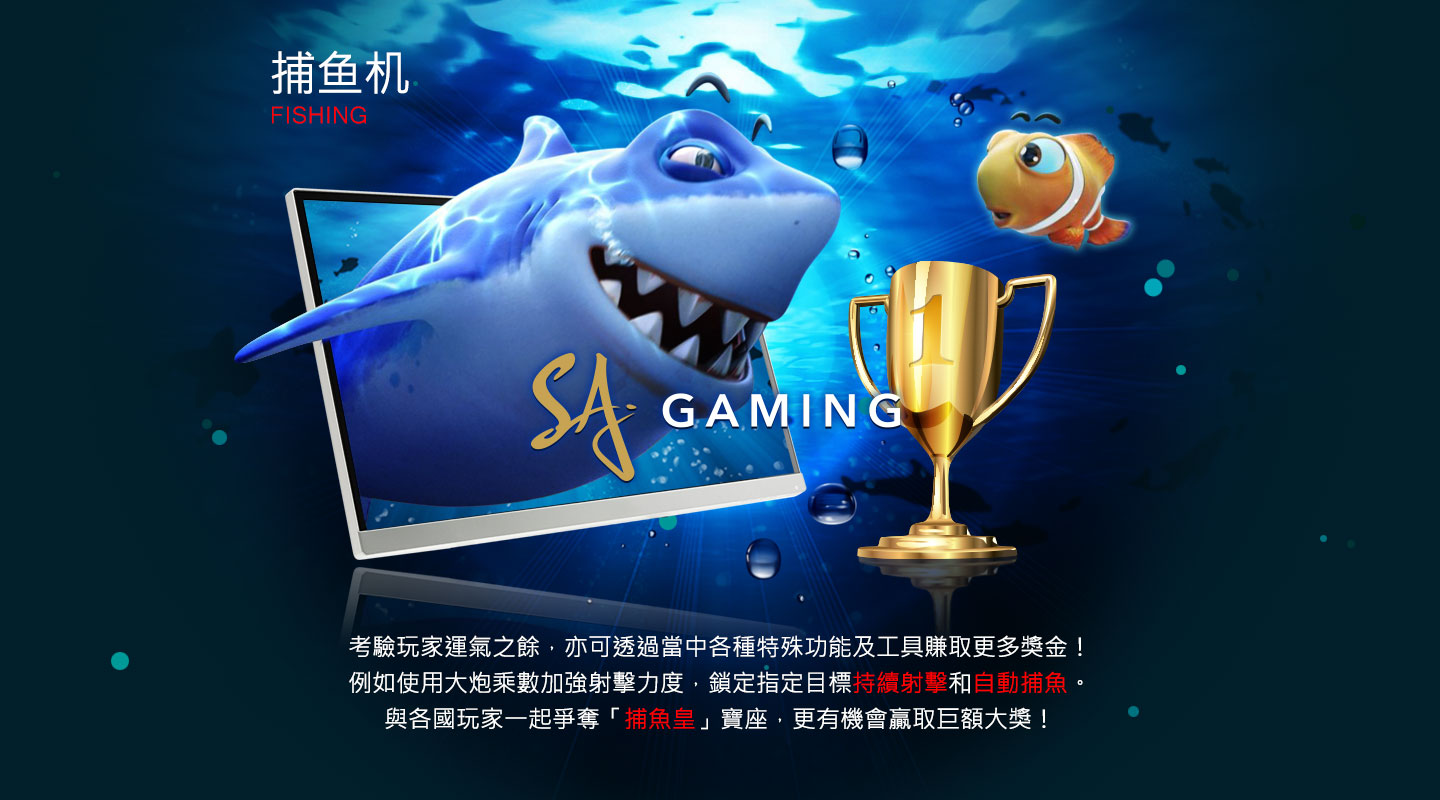 捕鱼机
FISHING
1
SA GAMING
考驗玩家運氣之餘，亦可透過當中各種特殊功能及工具賺取更多獎金！
例如使用大炮乘數加強射擊力度，鎖定指定目標持續射擊和自動捕魚。
與各國玩家一起爭奪「捕魚皇」寶座，更有機會贏取巨額大獎！